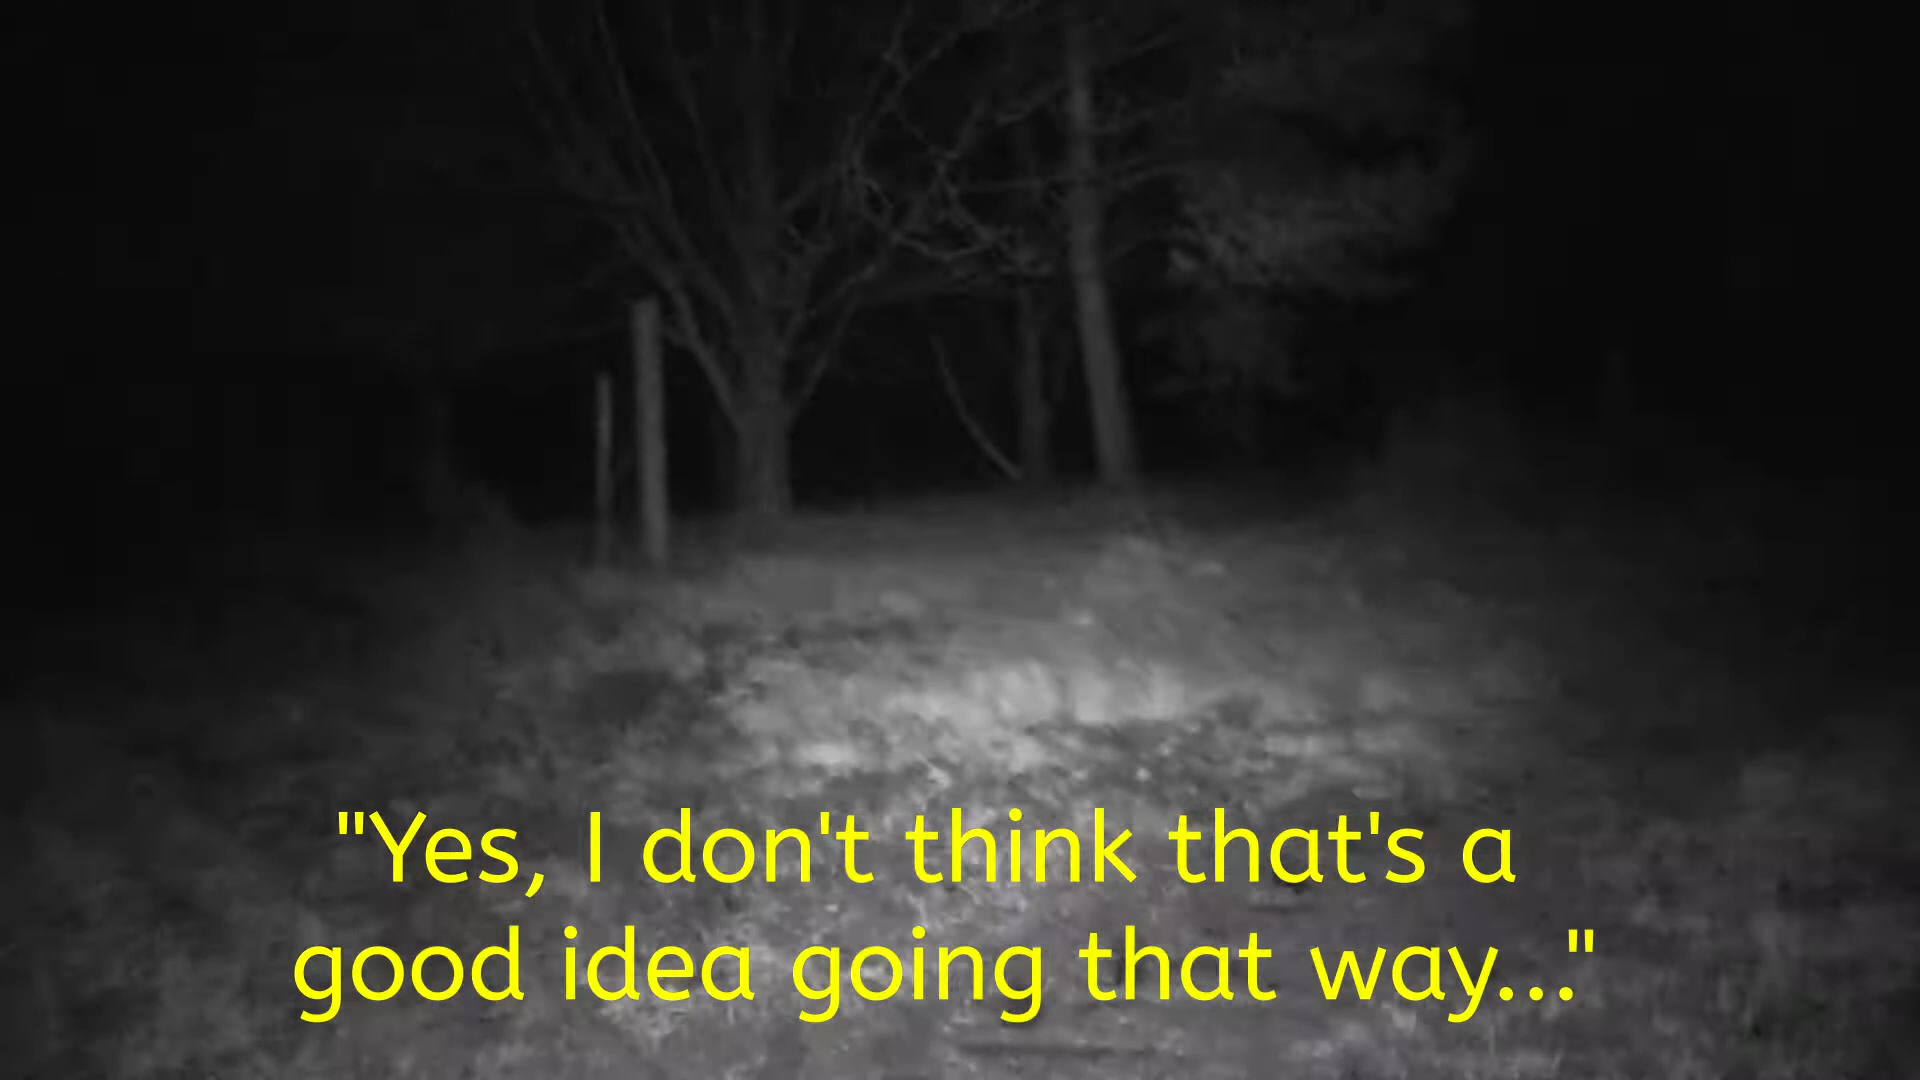 "Yes, I don't think that's a
good idea going that way..."